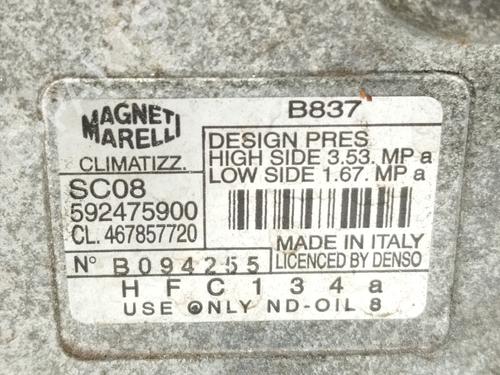 MAGNETI
MARELLI
CLIMATIZZ.
SC08
592475900
CL. 467857720
B837
DESIGN PRES
HIGH SIDE 3.53. MP a
LOW SIDE 1.67. MP a
MADE IN ITALY
LICENCED BY DENSO
N° B094255
HFC134a
USE ONLY ND-OIL 8